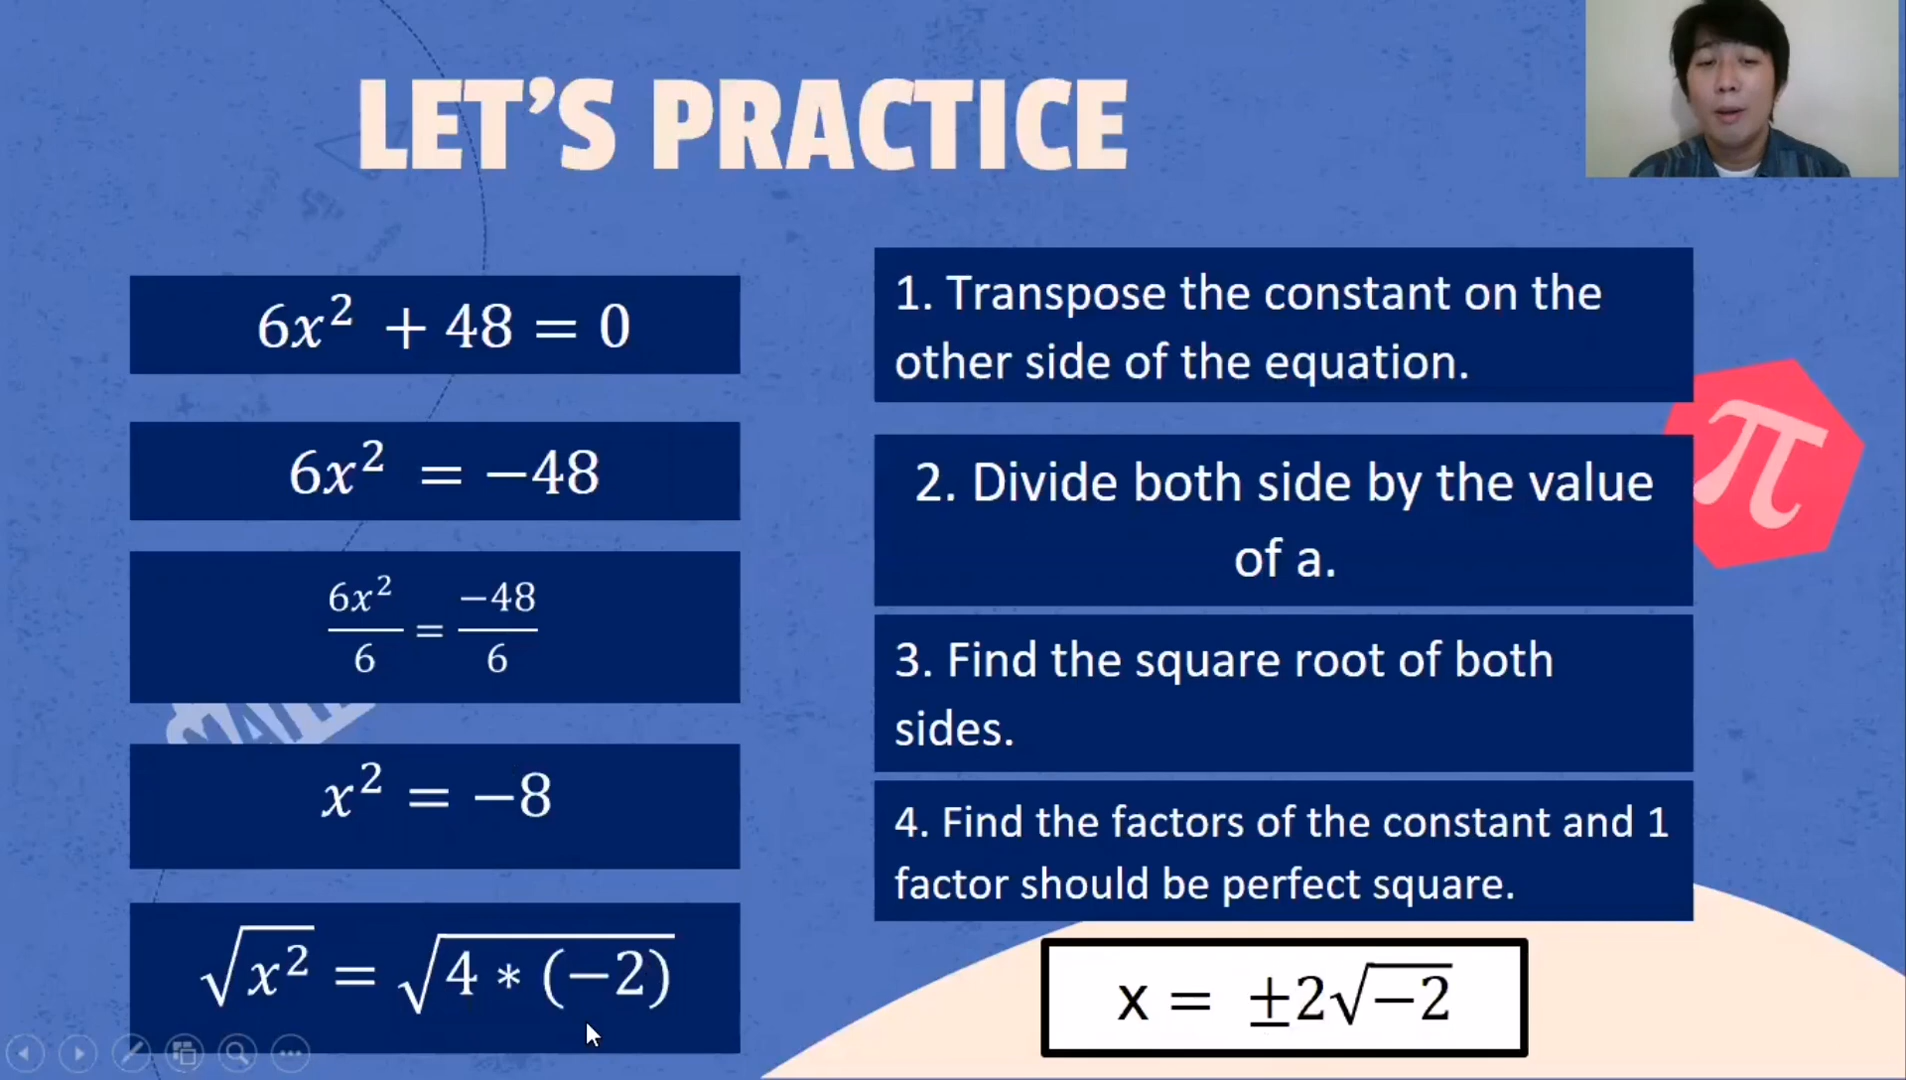 LET'S PRACTICE
6x² + 48 = 0
6x² = −48
6x²/6 = −48/6
x² = −8
√x² = √4 * (−2)
1. Transpose the constant on the
other side of the equation.
2. Divide both side by the value
of a.
3. Find the square root of both
sides.
4. Find the factors of the constant and 1
factor should be perfect square.
x = ±2√−2
π